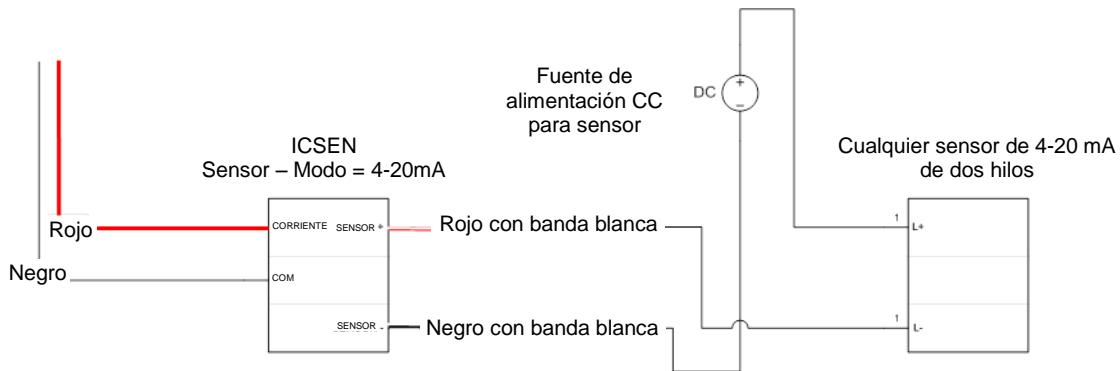 Fuente de
alimentación CC
para sensor
DC
+
–
ICSEN
Sensor – Modo = 4-20mA
Cualquier sensor de 4-20 mA
de dos hilos
Rojo
CORRIENTE
SENSOR +
Rojo con banda blanca
1
L+
Negro
COM
SENSOR -
Negro con banda blanca
1
L-